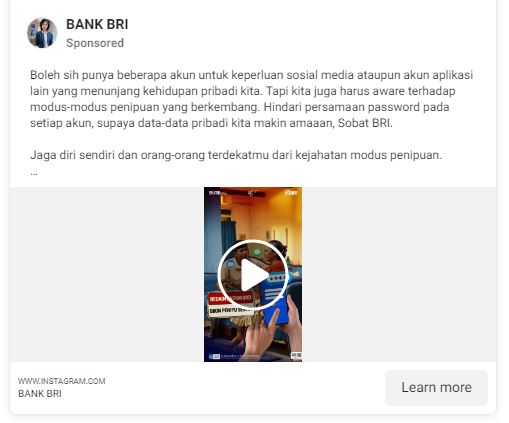 BANK BRI
Sponsored
Boleh sih punya beberapa akun untuk keperluan sosial media ataupun akun aplikasi
lain yang menunjang kehidupan pribadi kita. Tapi kita juga harus aware terhadap
modus-modus penipuan yang berkembang. Hindari persamaan password pada
setiap akun, supaya data-data pribadi kita makin amaaan, Sobat BRI.
Jaga diri sendiri dan orang-orang terdekatmu dari kejahatan modus penipuan.
...
WWW.INSTAGRAM.COM
BANK BRI
Learn more